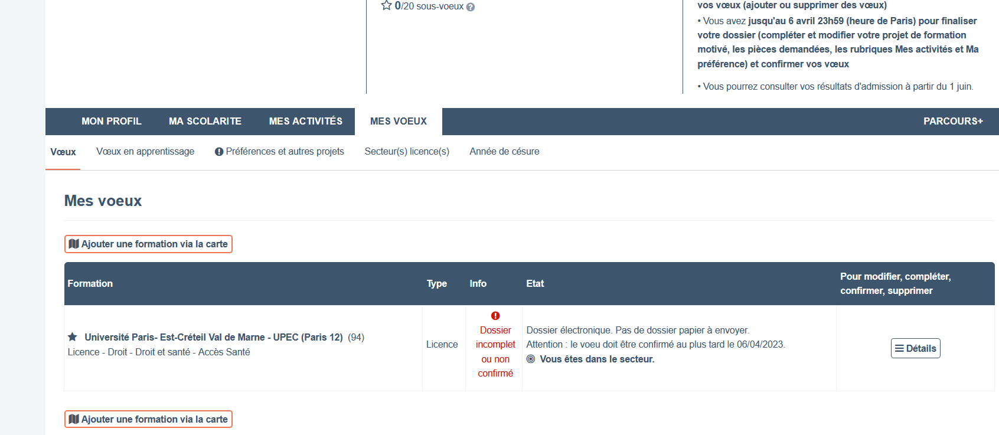 0/20 sous-voeux
vos vœux (ajouter ou supprimer des vœux)
• Vous avez jusqu'au 6 avril 23h59 (heure de Paris) pour finaliser
votre dossier (compléter et modifier votre projet de formation
motivé, les pièces demandées, les rubriques Mes activités et Ma
préférence) et confirmer vos vœux
• Vous pourrez consulter vos résultats d'admission à partir du 1 juin.
MON PROFIL MA SCOLARITE MES ACTIVITÉS MES VOEUX PARCOURS+
Vœux Vœux en apprentissage Préférences et autres projets Secteur(s) licence(s) Année de césure
Mes voeux
Ajouter une formation via la carte
Formation Type Info Etat Pour modifier, compléter,
confirmer, supprimer
Université Paris- Est-Créteil Val de Marne - UPEC (Paris 12) (94)
Licence - Droit - Droit et santé - Accès Santé
Licence
Dossier
incomplet
ou non
confirmé
Dossier électronique. Pas de dossier papier à envoyer.
Attention : le voeu doit être confirmé au plus tard le 06/04/2023.
Vous êtes dans le secteur.
Détails
Ajouter une formation via la carte